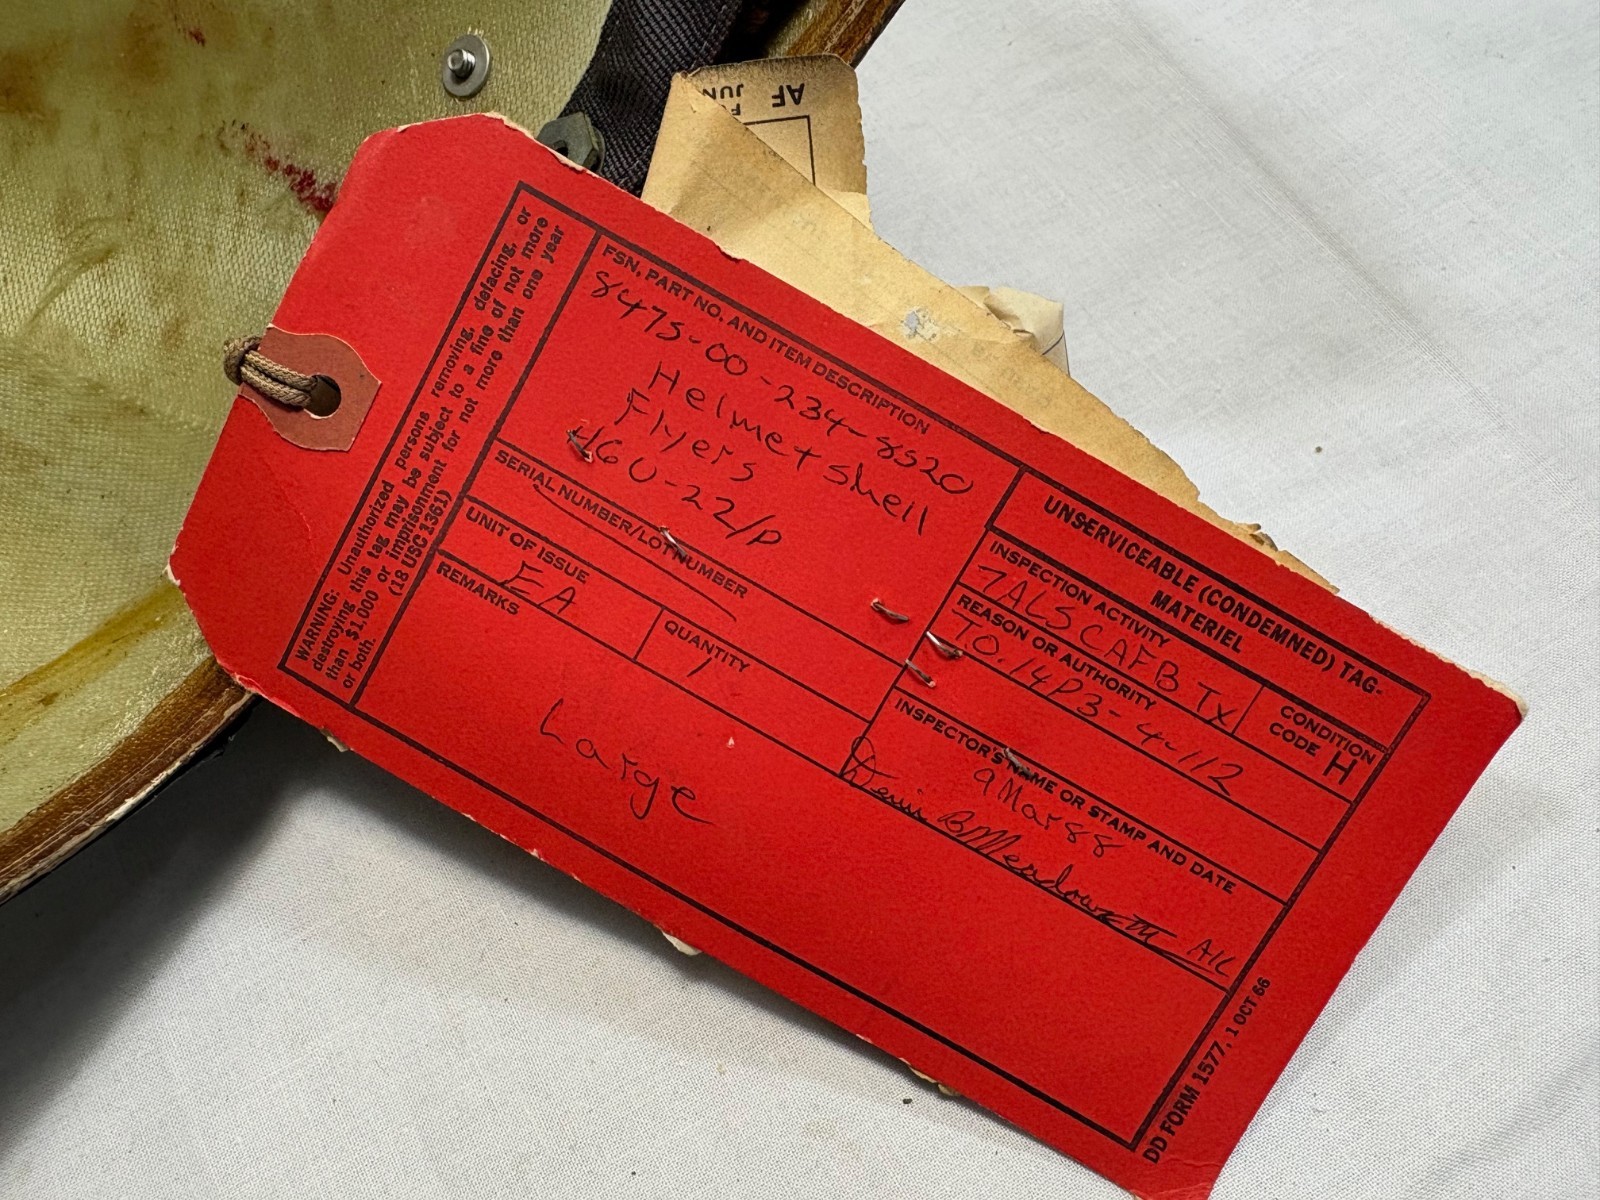 AF
JUN
WARNING: Unauthorized persons removing, defacing, or
destroying this tag may be subject to a fine of not more
than $1,000 or imprisonment for not more than one year
or both. (18 USC 1361)
FSN, PART NO. AND ITEM DESCRIPTION
8475-00-234-8520
Helmet shell
Flyers
HGU-22/P
SERIAL NUMBER/LOT NUMBER
UNIT OF ISSUE
EA
QUANTITY
1
REMARKS
Large
UNSERVICEABLE (CONDEMNED) TAG-
MATERIEL
INSPECTION ACTIVITY
7ALS CAFB TX
CONDITION
CODE H
REASON OR AUTHORITY
TO. 14P3-4-112
INSPECTOR'S NAME OR STAMP AND DATE
9 Mar 88
B Meadows III
DD FORM 1577, 1 OCT 66